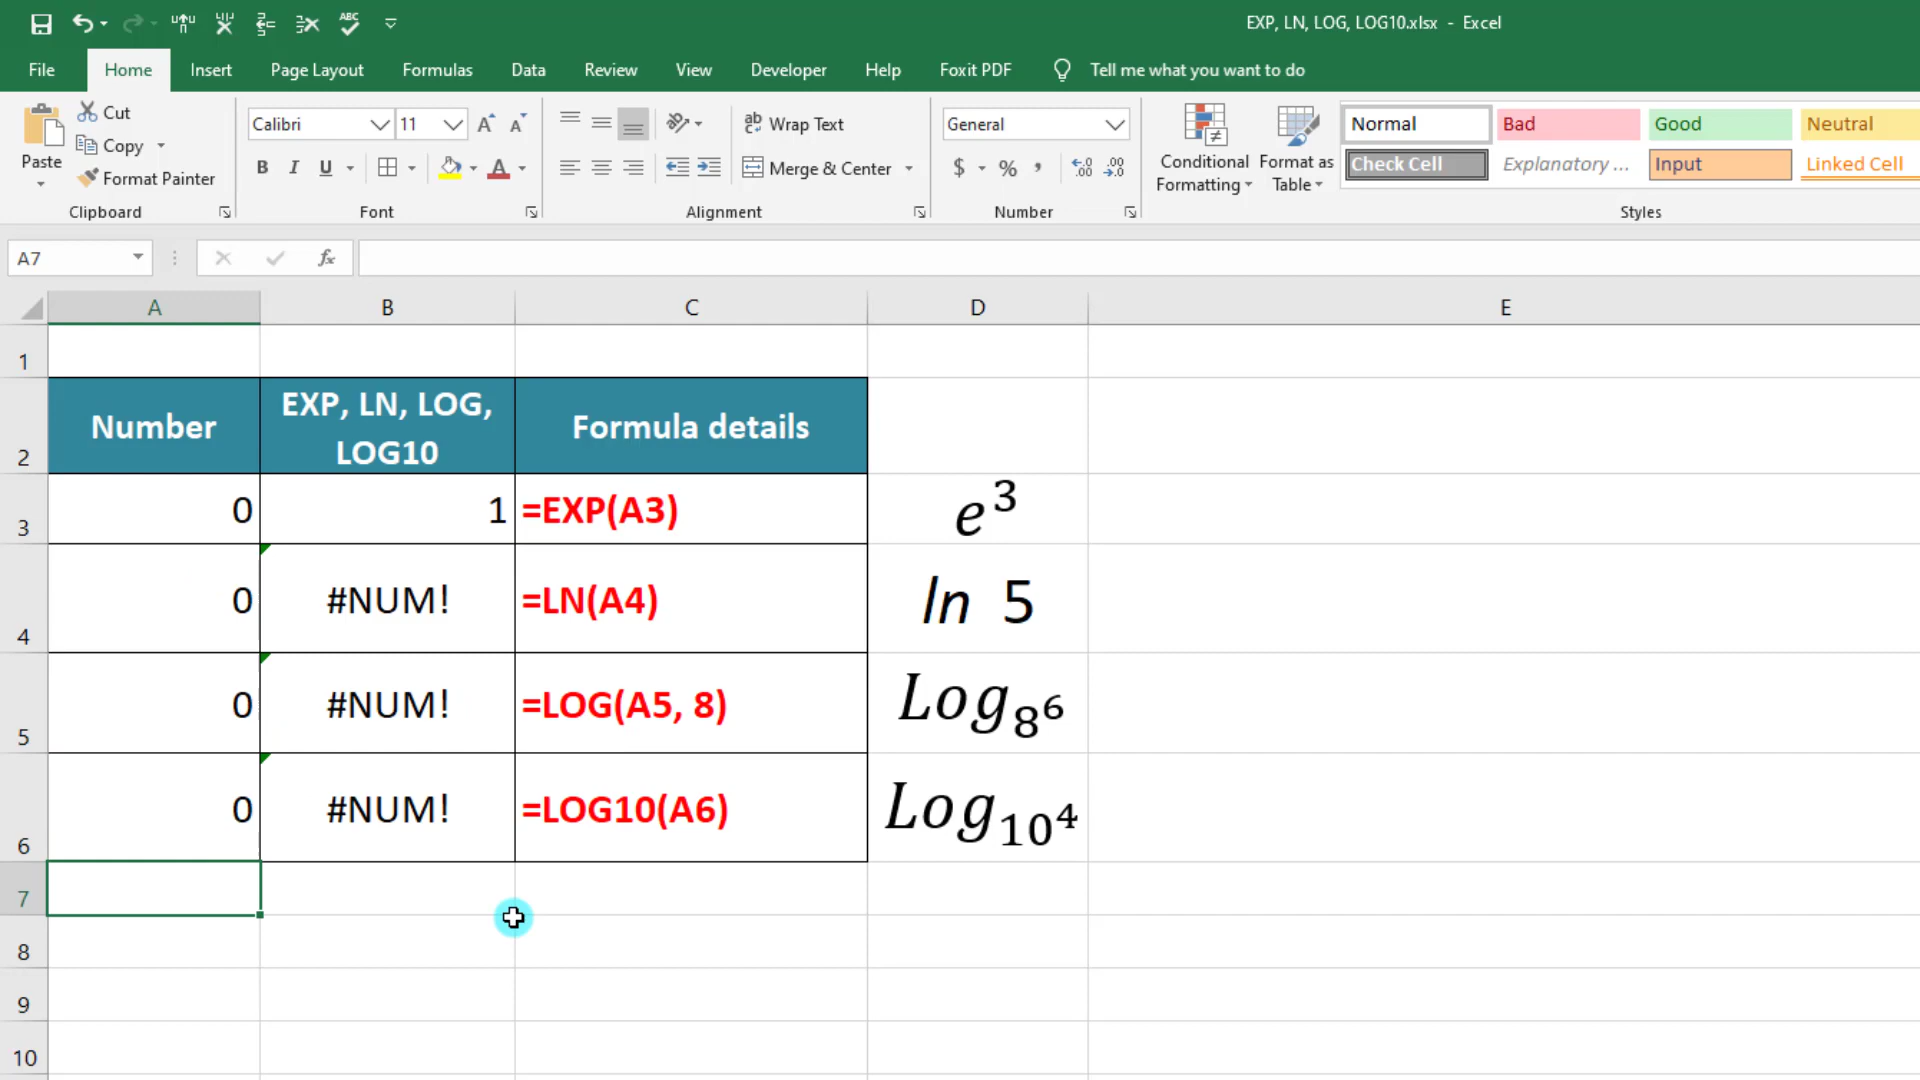 ABC
EXP, LN, LOG, LOG10.xlsx - Excel
File Home Insert Page Layout Formulas Data Review View Developer Help Foxit PDF Tell me what you want to do
Paste
Cut
Copy
Format Painter
Clipboard
Calibri 11
B I U A
Font
ab Wrap Text
Merge & Center
Alignment
General
$ % ,
Number
Conditional Formatting
Format as Table
Normal Bad Good Neutral
Check Cell Explanatory ... Input Linked Cell
Styles
A7 fx
A B C D E
1
2 Number EXP, LN, LOG, LOG10 Formula details
3 0 1 =EXP(A3) e³
4 0 #NUM! =LN(A4) ln 5
5 0 #NUM! =LOG(A5, 8) Log₈⁶
6 0 #NUM! =LOG10(A6) Log₁₀⁴
7
8
9
10